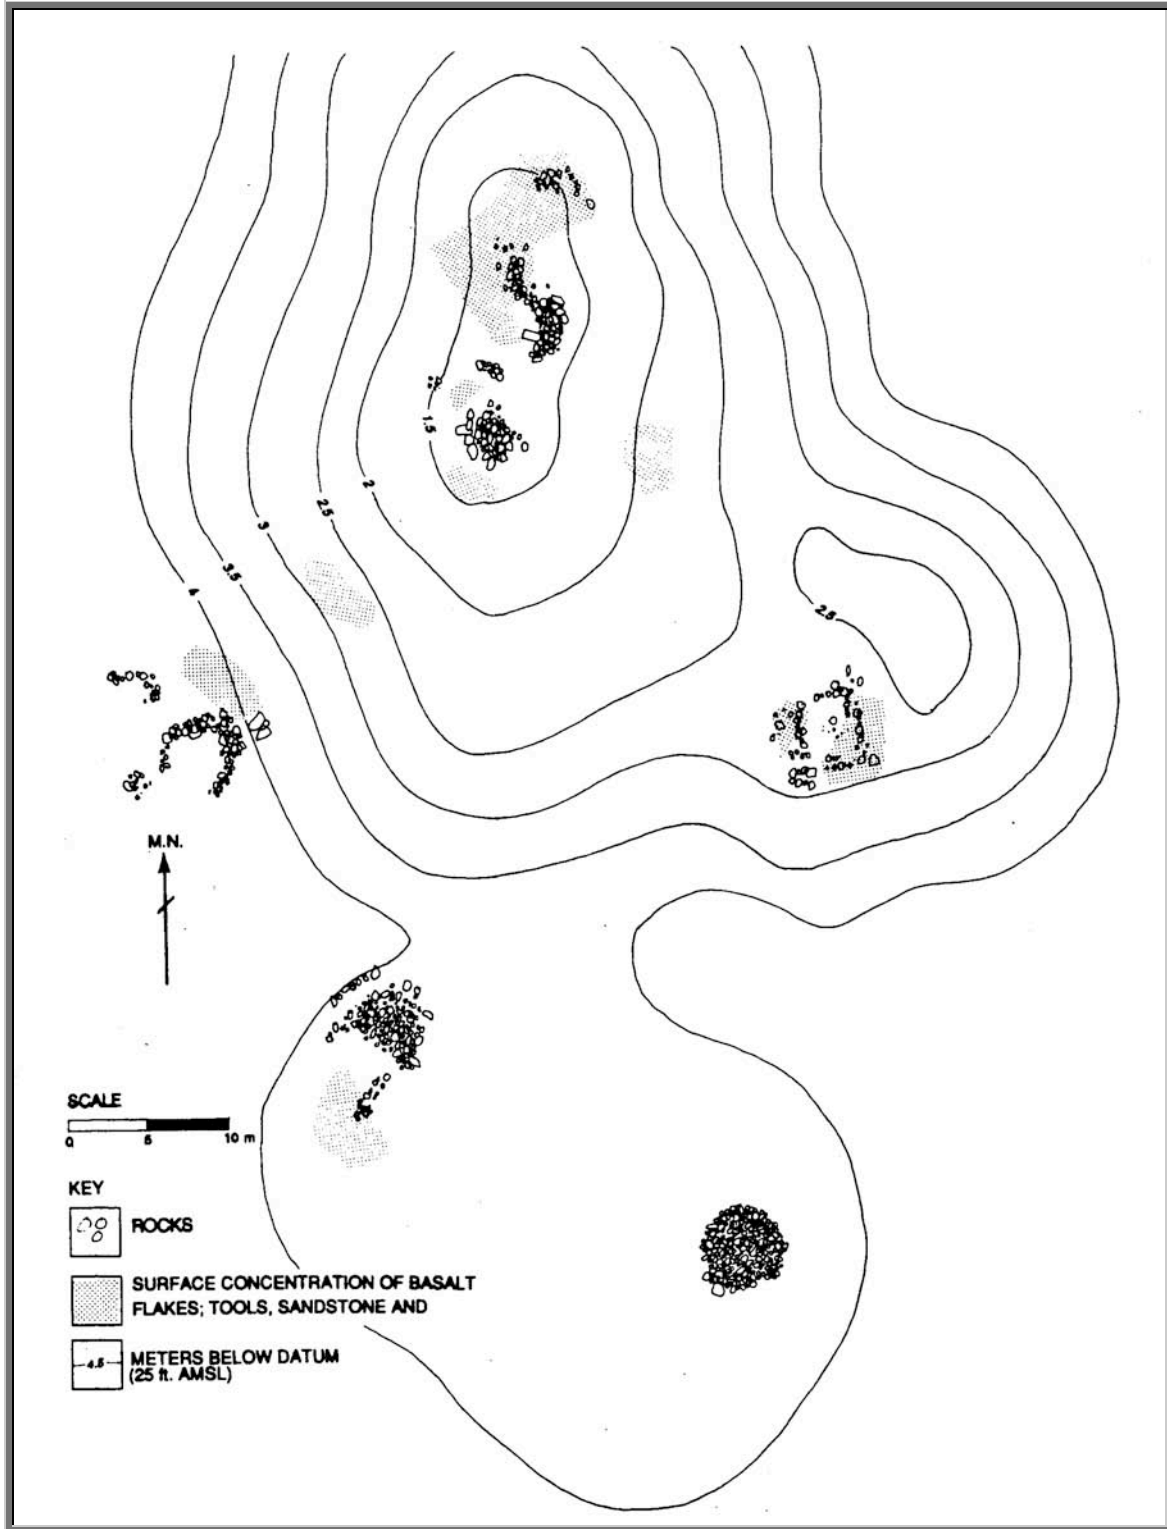 1.5
2
2.5
3
3.5
4
2.5
M.N.
SCALE
0 5 10 m
KEY
ROCKS
SURFACE CONCENTRATION OF BASALT
FLAKES; TOOLS, SANDSTONE AND
4.5
METERS BELOW DATUM
(25 ft. AMSL)